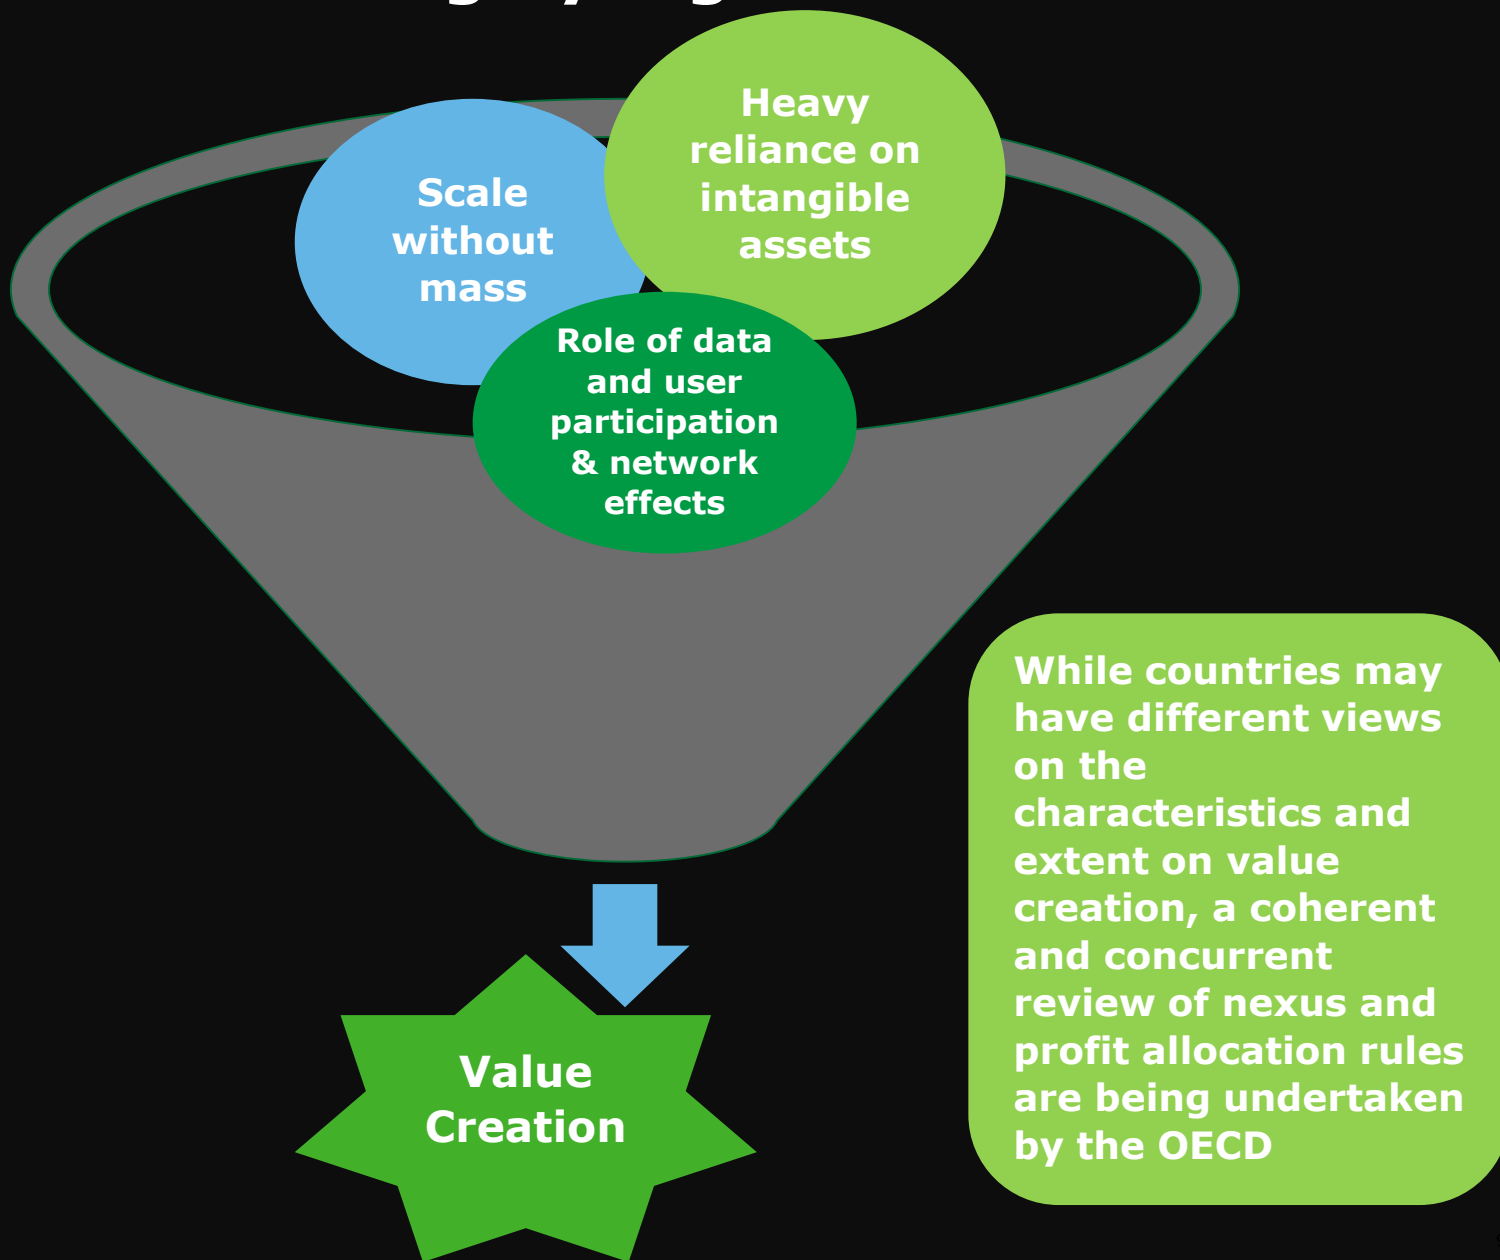 Heavy
reliance on
intangible
assets
Scale
without
mass
Role of data
and user
participation
& network
effects
While countries may
have different views
on the
characteristics and
extent on value
creation, a coherent
and concurrent
review of nexus and
profit allocation rules
are being undertaken
by the OECD
Value
Creation